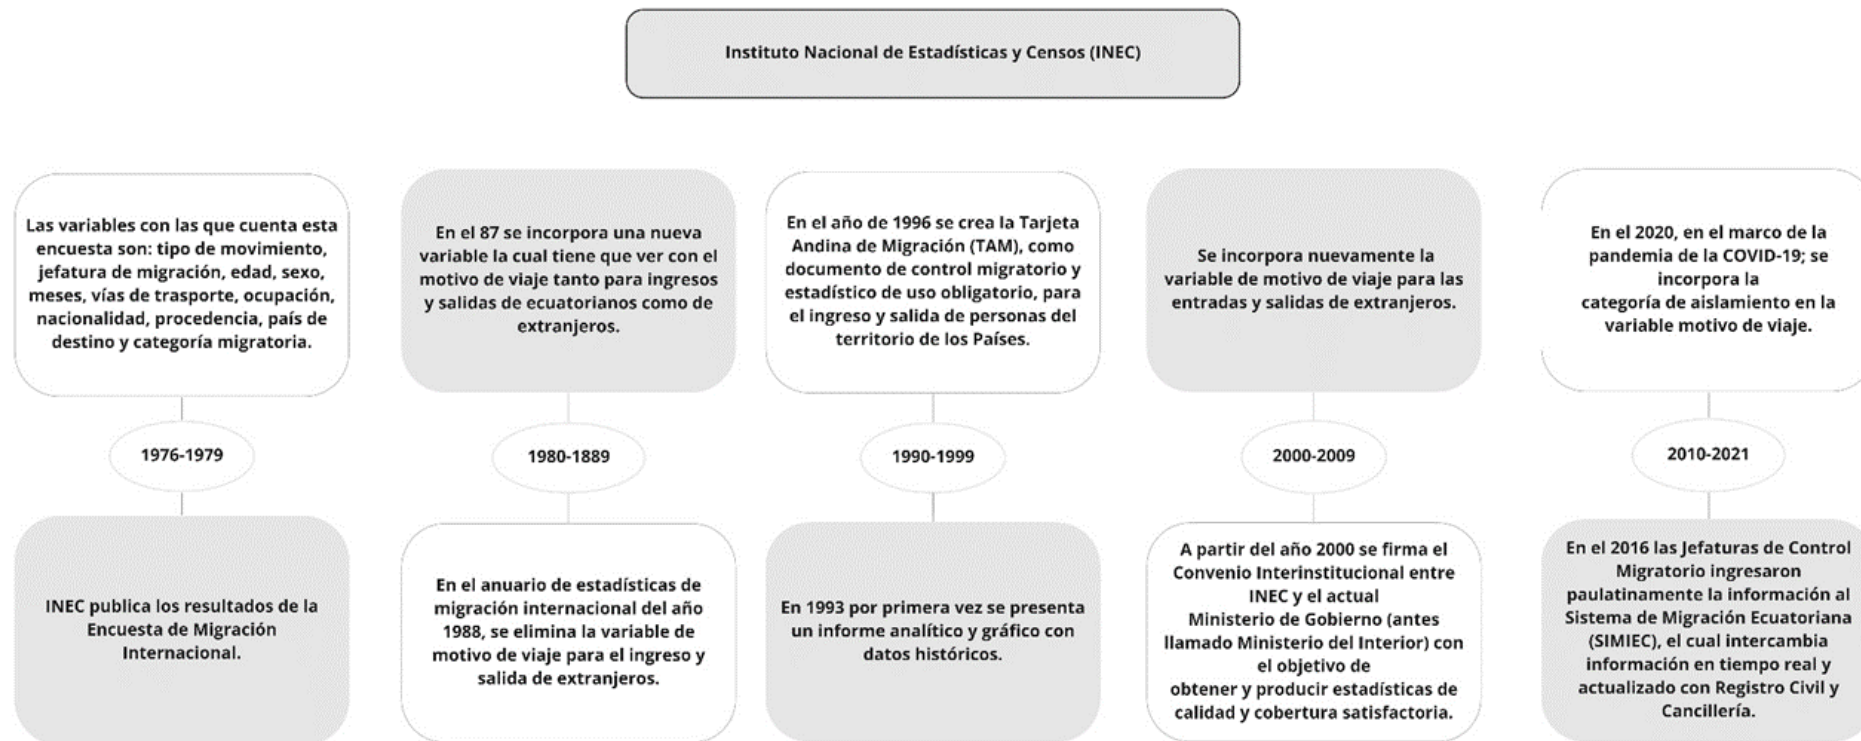 Instituto Nacional de Estadísticas y Censos (INEC)
Las variables con las que cuenta esta
encuesta son: tipo de movimiento,
jefatura de migración, edad, sexo,
meses, vías de trasporte, ocupación,
nacionalidad, procedencia, país de
destino y categoría migratoria.
1976-1979
INEC publica los resultados de la
Encuesta de Migración
Internacional.
En el 87 se incorpora una nueva
variable la cual tiene que ver con el
motivo de viaje tanto para ingresos
y salidas de ecuatorianos como de
extranjeros.
1980-1889
En el anuario de estadísticas de
migración internacional del año
1988, se elimina la variable de
motivo de viaje para el ingreso y
salida de extranjeros.
En el año de 1996 se crea la Tarjeta
Andina de Migración (TAM), como
documento de control migratorio y
estadístico de uso obligatorio, para
el ingreso y salida de personas del
territorio de los Países.
1990-1999
En 1993 por primera vez se presenta
un informe analítico y gráfico con
datos históricos.
Se incorpora nuevamente la
variable de motivo de viaje para las
entradas y salidas de extranjeros.
2000-2009
A partir del año 2000 se firma el
Convenio Interinstitucional entre
INEC y el actual
Ministerio de Gobierno (antes
llamado Ministerio del Interior) con
el objetivo de
obtener y producir estadísticas de
calidad y cobertura satisfactoria.
En el 2020, en el marco de la
pandemia de la COVID-19; se
incorpora la
categoría de aislamiento en la
variable motivo de viaje.
2010-2021
En el 2016 las Jefaturas de Control
Migratorio ingresaron
paulatinamente la información al
Sistema de Migración Ecuatoriana
(SIMIEC), el cual intercambia
información en tiempo real y
actualizado con Registro Civil y
Cancillería.